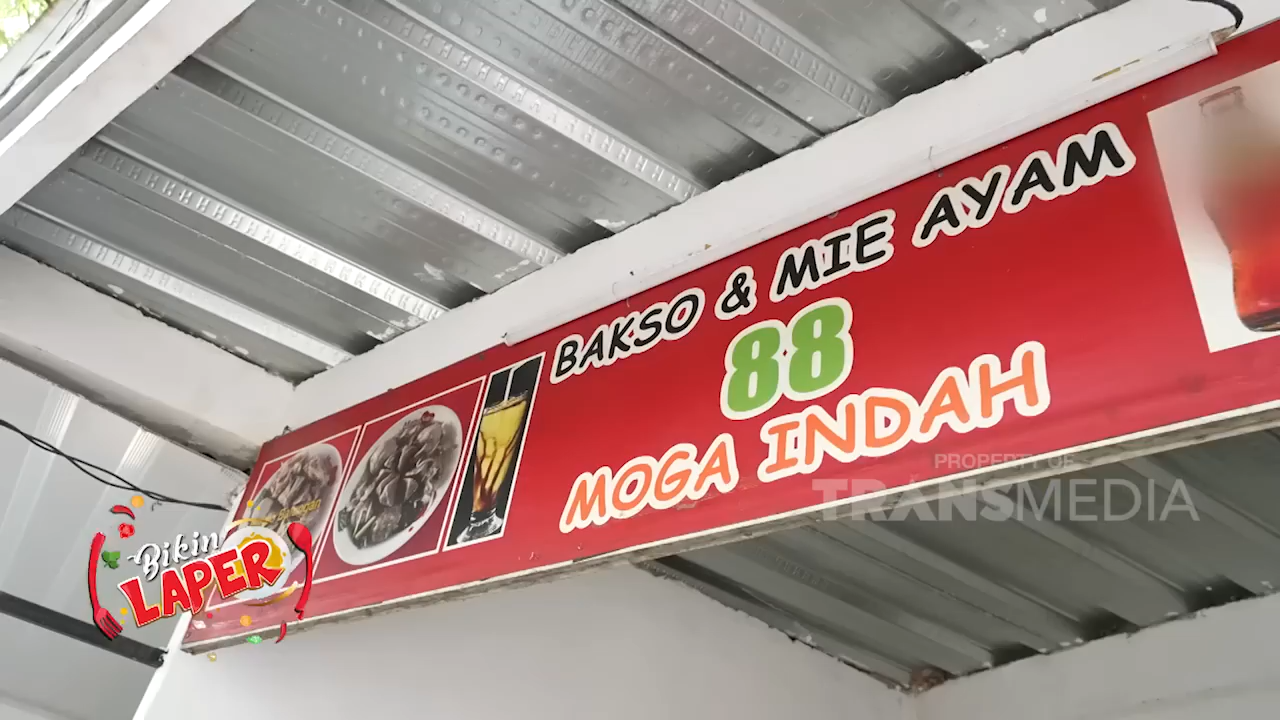 BAKSO & MIE AYAM
88
MOGA INDAH
PROPERTY OF
TRANSMEDIA
Bikin
LAPER